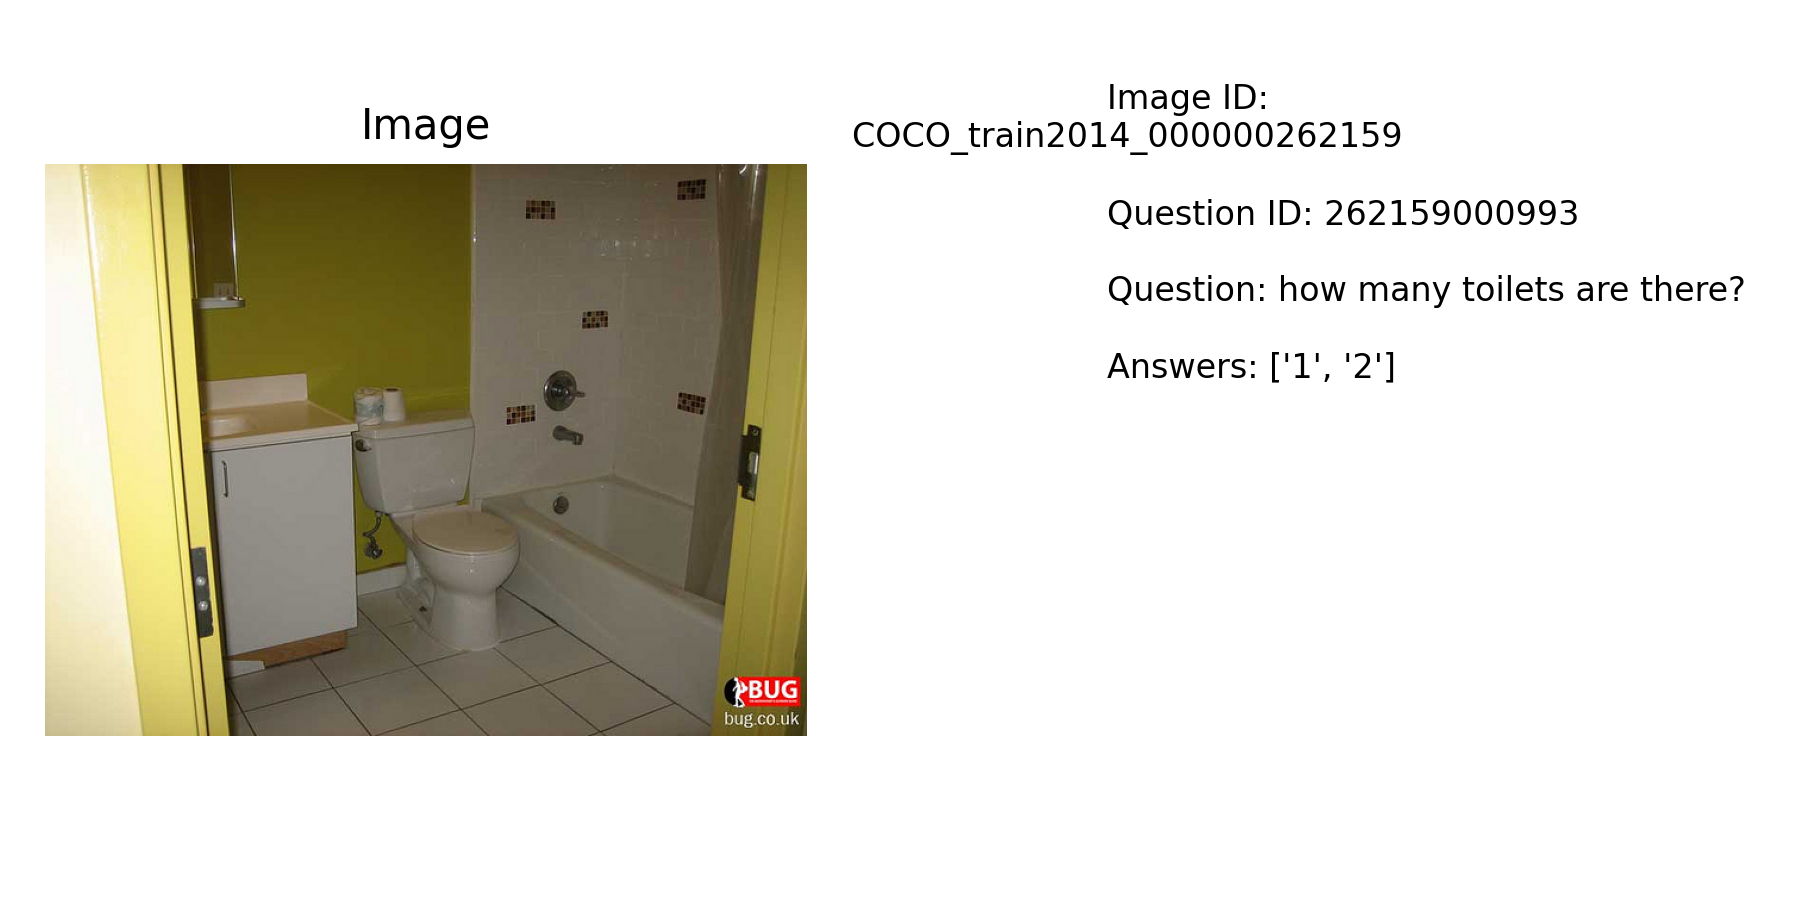 Image
Image ID:
COCO_train2014_000000262159
Question ID: 262159000993
Question: how many toilets are there?
Answers: ['1', '2']
BUG
bug.co.uk